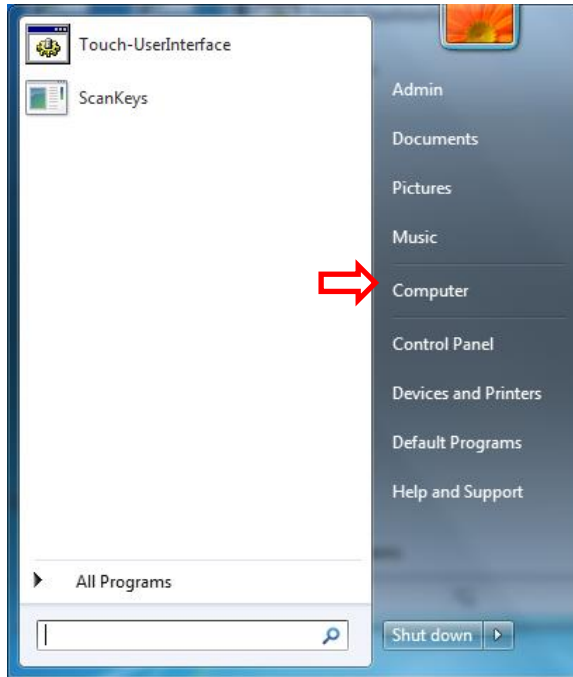 Touch-UserInterface
ScanKeys
All Programs
Admin
Documents
Pictures
Music
Computer
Control Panel
Devices and Printers
Default Programs
Help and Support
Shut down